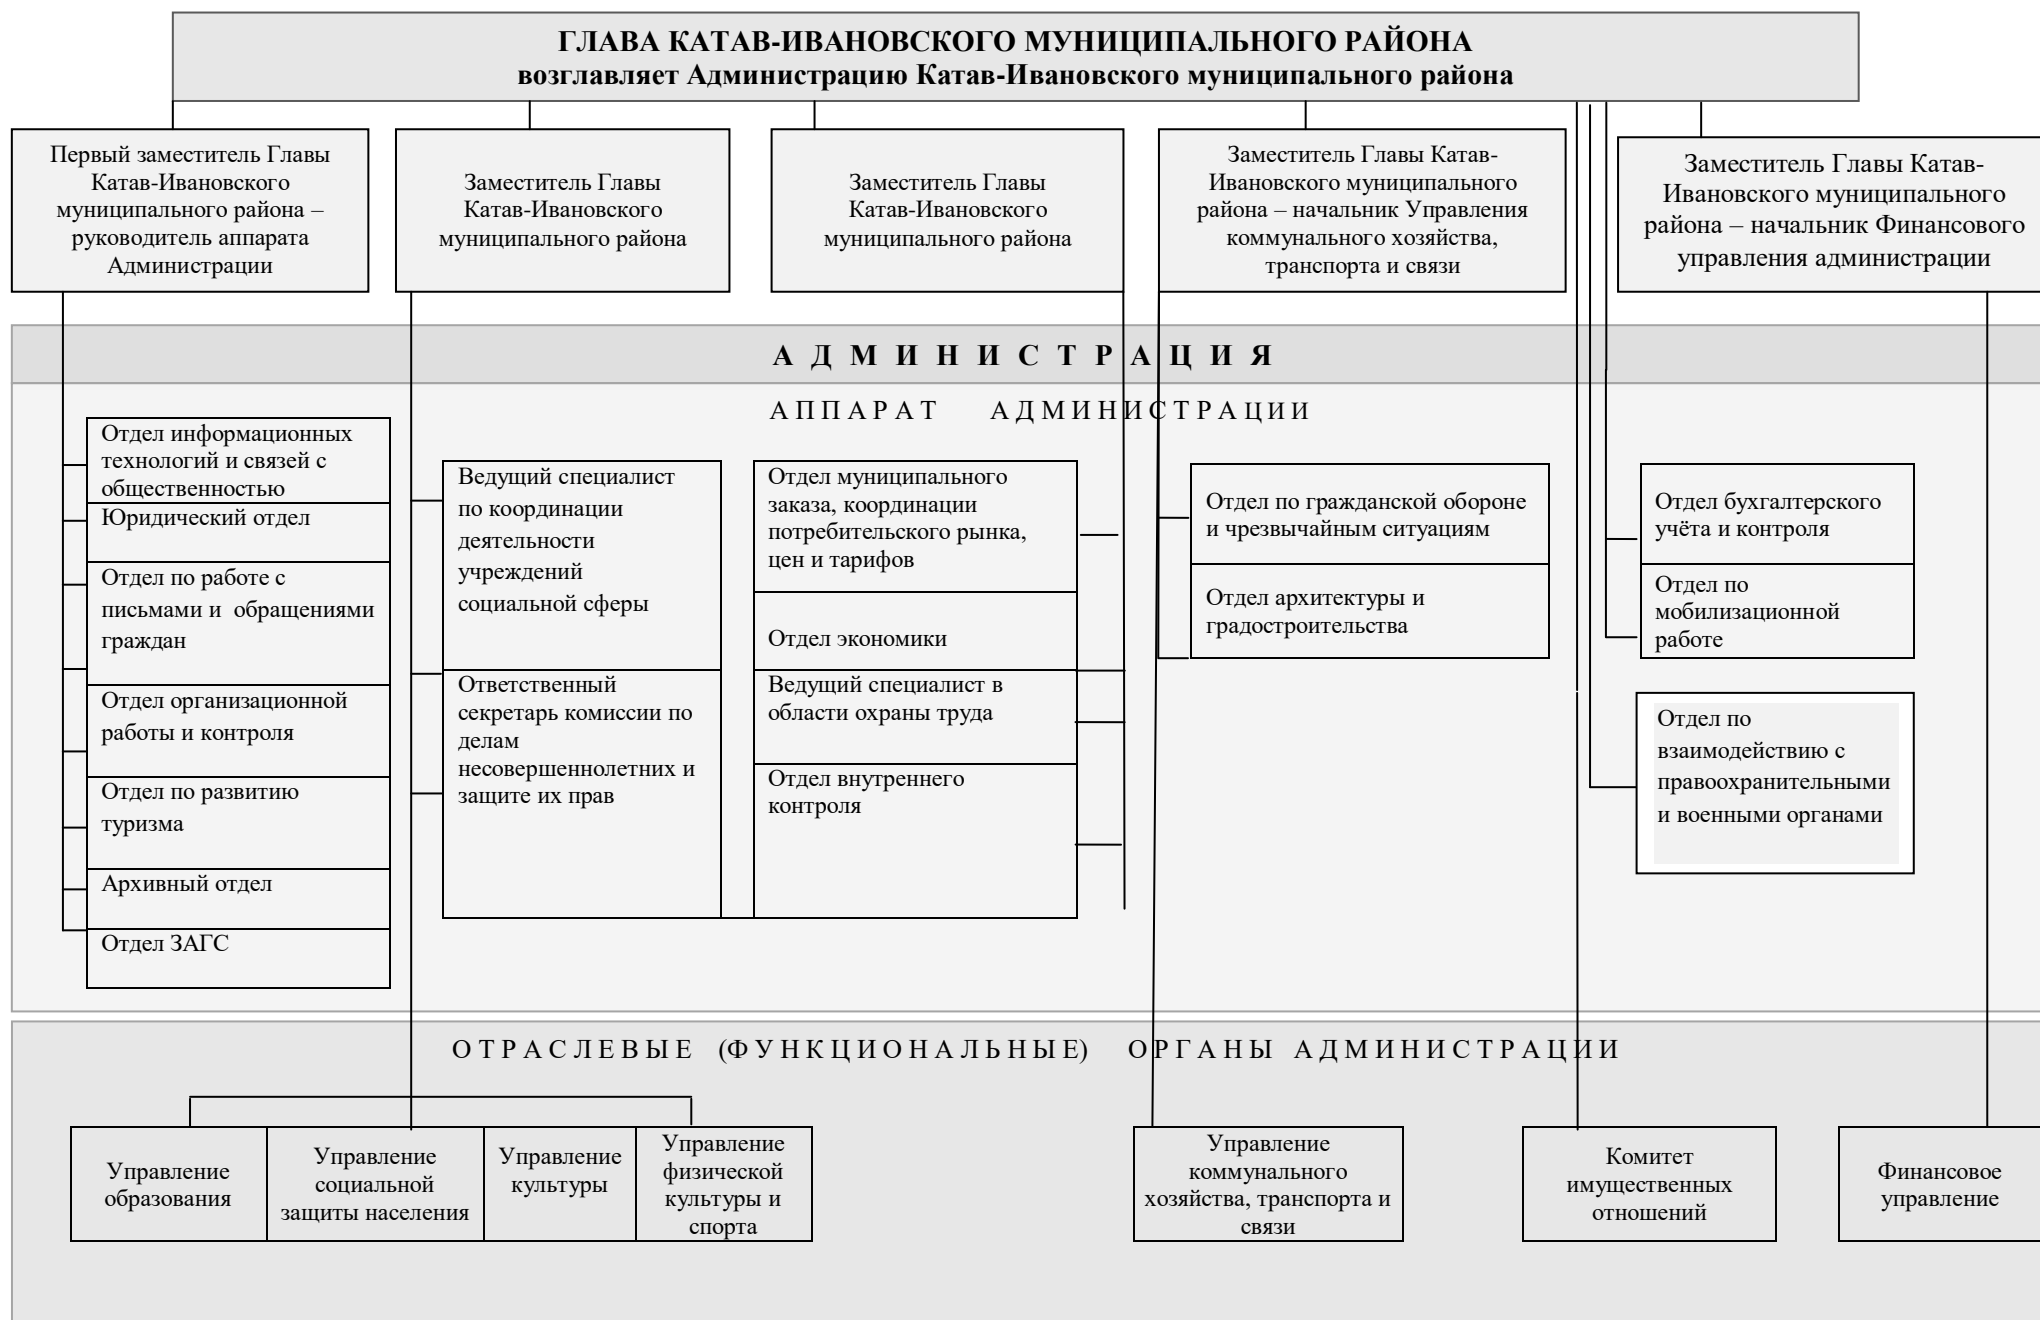 ГЛАВА КАТАВ-ИВАНОВСКОГО МУНИЦИПАЛЬНОГО РАЙОНА
возглавляет Администрацию Катав-Ивановского муниципального района
Первый заместитель Главы
Катав-Ивановского
муниципального района –
руководитель аппарата
Администрации
Заместитель Главы
Катав-Ивановского
муниципального района
Заместитель Главы
Катав-Ивановского
муниципального района
Заместитель Главы Катав-
Ивановского муниципального
района – начальник Управления
коммунального хозяйства,
транспорта и связи
Заместитель Главы Катав-
Ивановского муниципального
района – начальник Финансового
управления администрации
А Д М И Н И С Т Р А Ц И Я
А П П А Р А Т А Д М И Н И С Т Р А Ц И И
Отдел информационных
технологий и связей с
общественностью
Юридический отдел
Отдел по работе с
письмами и обращениями
граждан
Отдел организационной
работы и контроля
Отдел по развитию
туризма
Архивный отдел
Отдел ЗАГС
Ведущий специалист
по координации
деятельности
учреждений
социальной сферы
Ответственный
секретарь комиссии по
делам
несовершеннолетних и
защите их прав
Отдел муниципального
заказа, координации
потребительского рынка,
цен и тарифов
Отдел экономики
Ведущий специалист в
области охраны труда
Отдел внутреннего
контроля
Отдел по гражданской обороне
и чрезвычайным ситуациям
Отдел архитектуры и
градостроительства
Отдел бухгалтерского
учёта и контроля
Отдел по
мобилизационной
работе
Отдел по
взаимодействию с
правоохранительными
и военными органами
О Т Р А С Л Е В Ы Е (Ф У Н К Ц И О Н А Л Ь Н Ы Е) О Р Г А Н Ы А Д М И Н И С Т Р А Ц И И
Управление
образования
Управление
социальной
защиты населения
Управление
культуры
Управление
физической
культуры и
спорта
Управление
коммунального
хозяйства, транспорта и
связи
Комитет
имущественных
отношений
Финансовое
управление